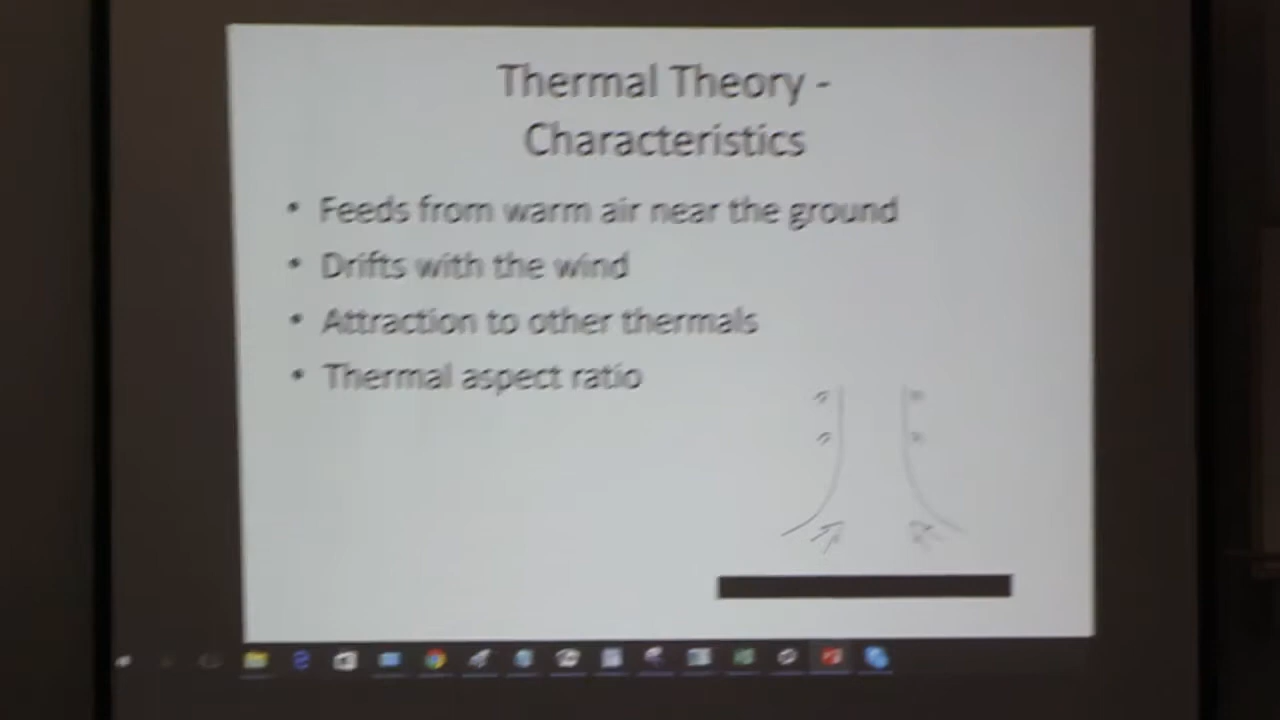 Thermal Theory -
Characteristics
• Feeds from warm air near the ground
• Drifts with the wind
• Attraction to other thermals
• Thermal aspect ratio